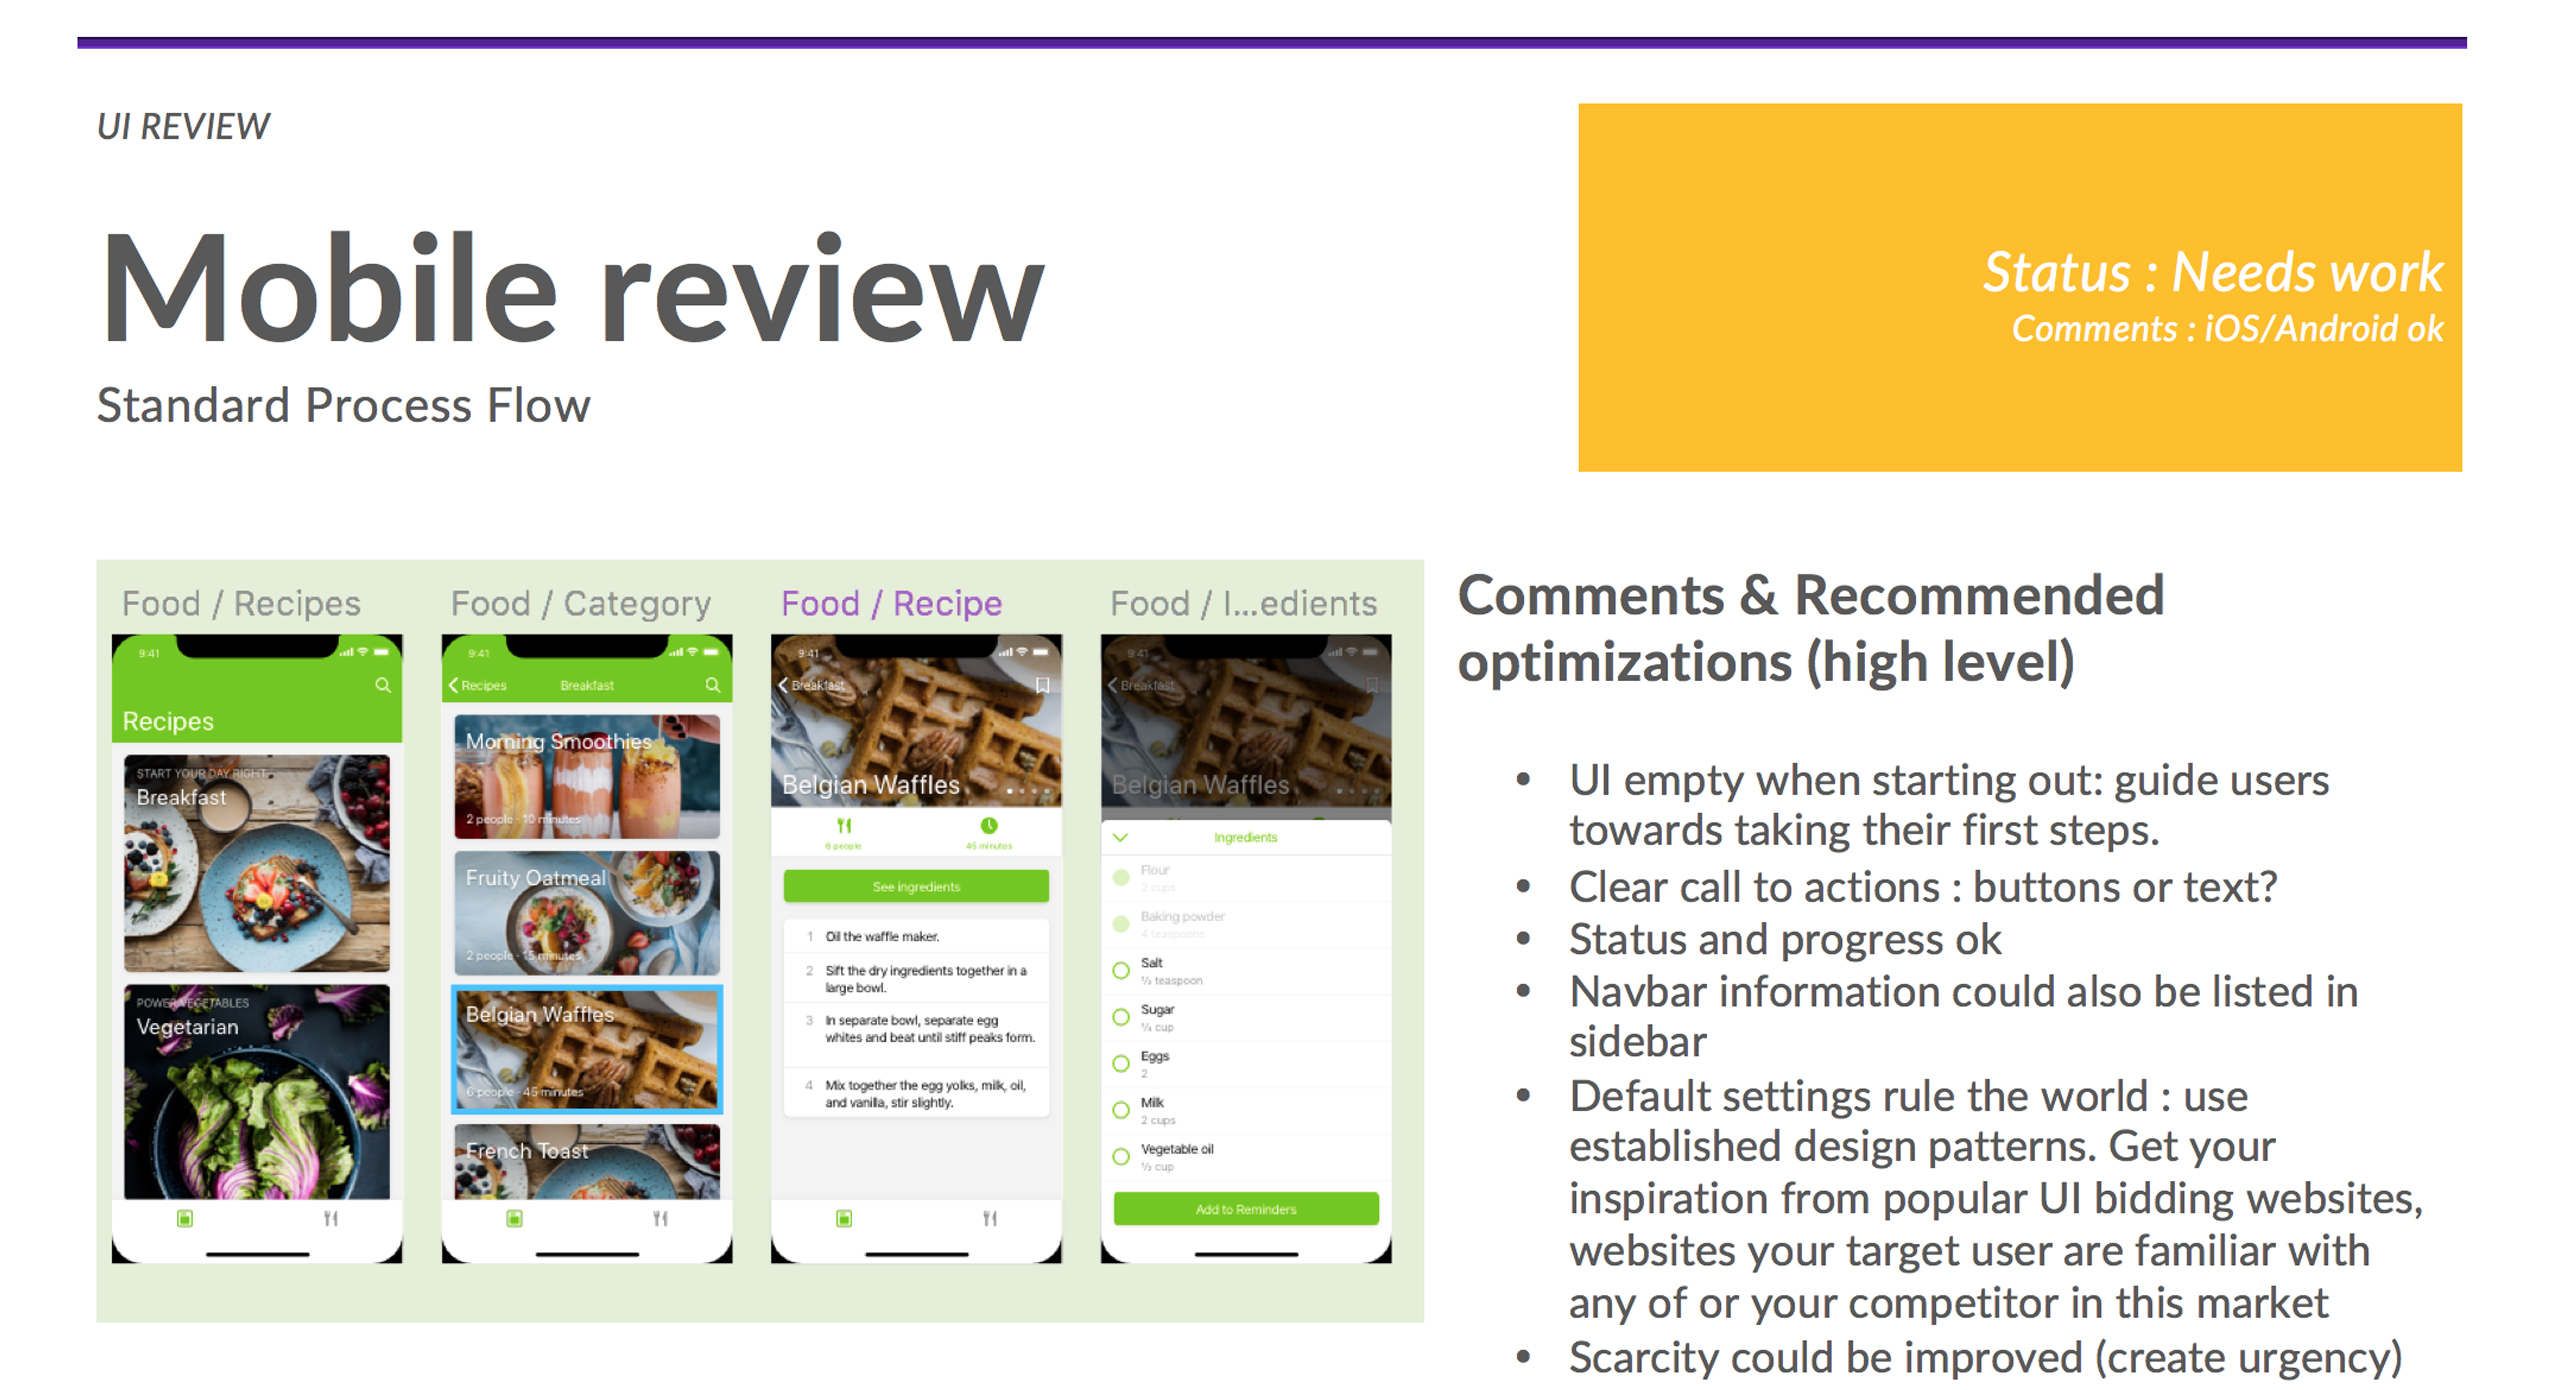 UI REVIEW
Mobile review
Standard Process Flow
Status : Needs work
Comments : iOS/Android ok
Food / Recipes
9:41
Recipes
START YOUR DAY RIGHT
Breakfast
POWER VEGETABLES
Vegetarian
Food / Category
9:41
Recipes
Breakfast
Morning Smoothies
2 people · 10 minutes
Fruity Oatmeal
2 people · 15 minutes
Belgian Waffles
6 people · 45 minutes
French Toast
Food / Recipe
9:41
Breakfast
Belgian Waffles
6 people
45 minutes
See ingredients
1 Oil the waffle maker.
2 Sift the dry ingredients together in a
large bowl.
3 In separate bowl, separate egg
whites and beat until stiff peaks form.
4 Mix together the egg yolks, milk, oil,
and vanilla, stir slightly.
Food / I...edients
9:41
Breakfast
Belgian Waffles
Ingredients
Flour
2 cups
Baking powder
4 teaspoons
Salt
½ teaspoon
Sugar
cup
Eggs
2
Milk
2 cups
Vegetable oil
½ cup
Add to Reminders
Comments & Recommended
optimizations (high level)
• UI empty when starting out: guide users
towards taking their first steps.
• Clear call to actions : buttons or text?
• Status and progress ok
• Navbar information could also be listed in
sidebar
• Default settings rule the world : use
established design patterns. Get your
inspiration from popular UI bidding websites,
websites your target user are familiar with
any of or your competitor in this market
• Scarcity could be improved (create urgency)